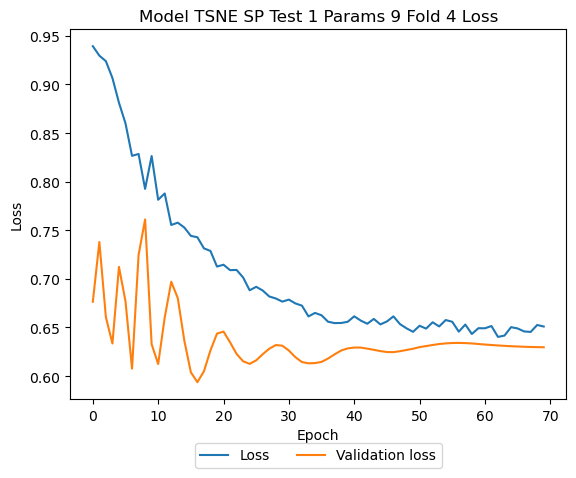 Model TSNE SP Test 1 Params 9 Fold 4 Loss
0.95
0.90
0.85
0.80
0.75
0.70
0.65
0.60
Loss
0 10 20 30 40 50 60 70
Epoch
Loss Validation loss